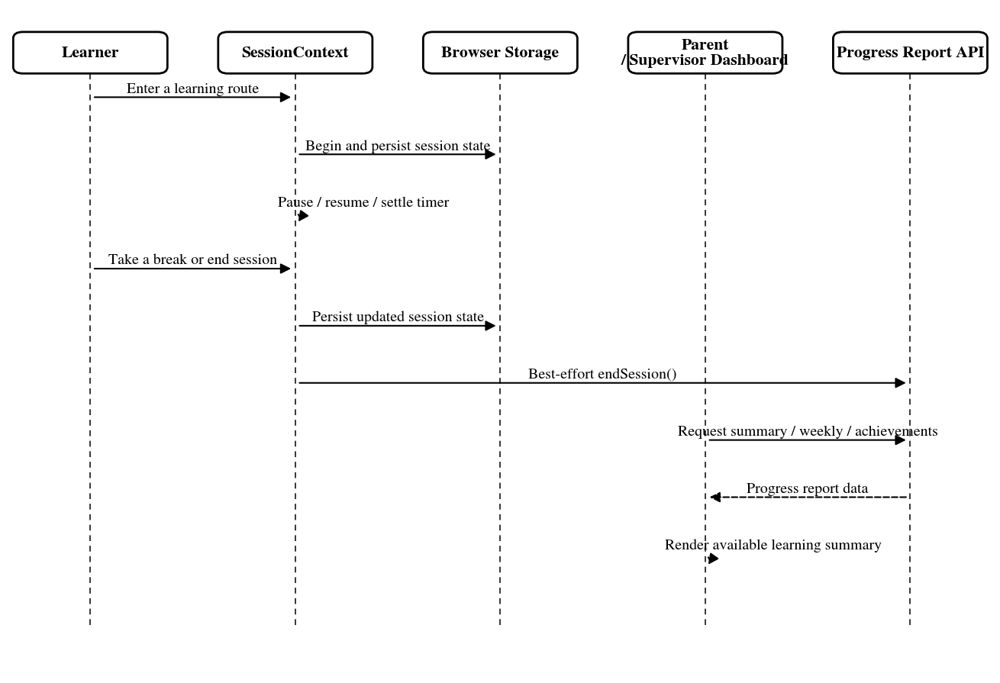 Learner
SessionContext
Browser Storage
Parent
/ Supervisor Dashboard
Progress Report API
Enter a learning route
Begin and persist session state
Pause / resume / settle timer
Take a break or end session
Persist updated session state
Best-effort endSession()
Request summary / weekly / achievements
Progress report data
Render available learning summary